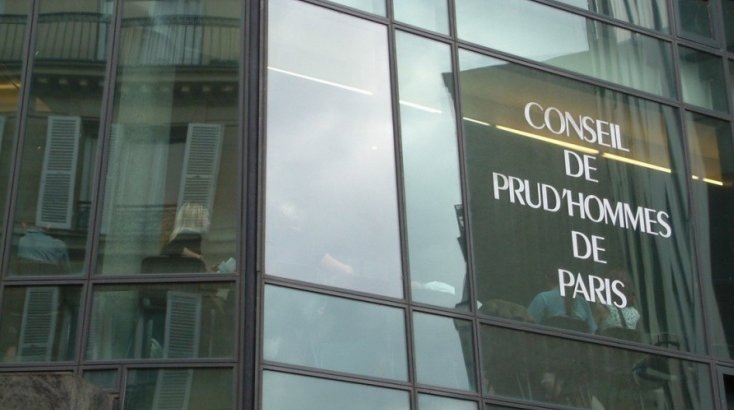 CONSEIL
DE
PRUD'HOMMES
DE
PARIS